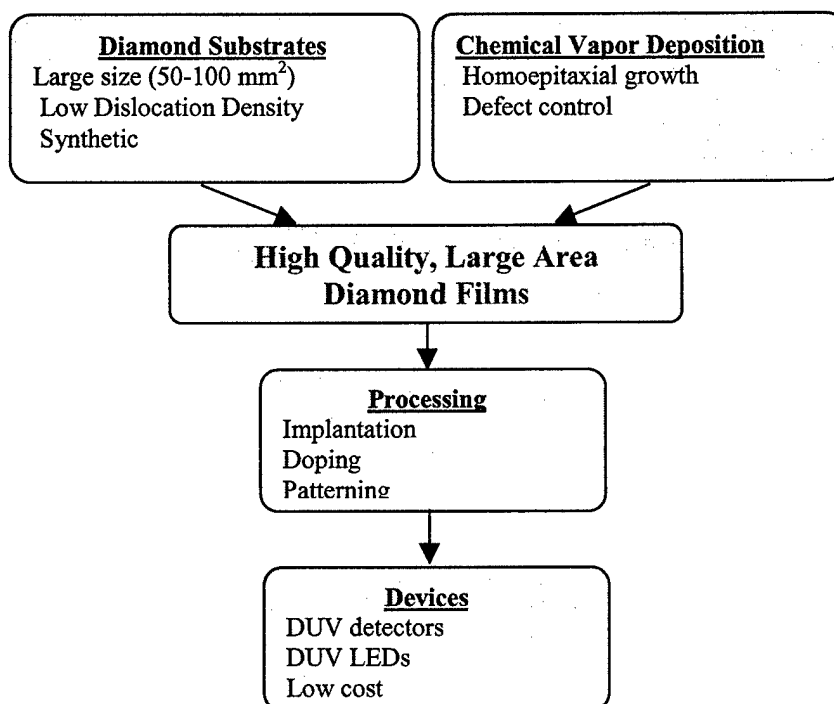 Diamond Substrates
Large size (50-100 mm²)
Low Dislocation Density
Synthetic
Chemical Vapor Deposition
Homoepitaxial growth
Defect control
High Quality, Large Area
Diamond Films
Processing
Implantation
Doping
Patterning
Devices
DUV detectors
DUV LEDs
Low cost